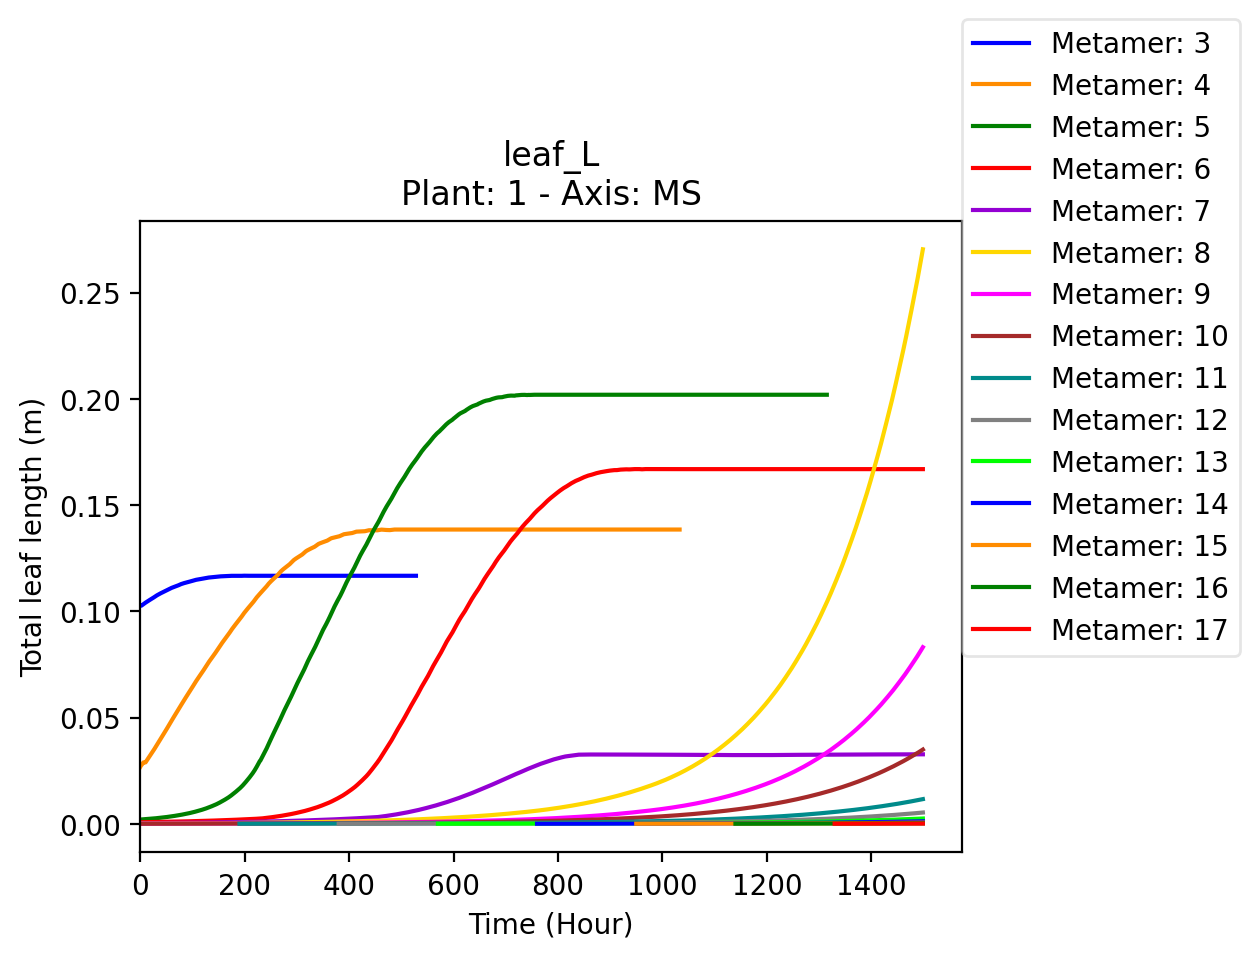 leaf_L
Plant: 1 - Axis: MS
Total leaf length (m)
0.25
0.20
0.15
0.10
0.05
0.00
0 200 400 600 800 1000 1200 1400
Time (Hour)
Metamer: 3
Metamer: 4
Metamer: 5
Metamer: 6
Metamer: 7
Metamer: 8
Metamer: 9
Metamer: 10
Metamer: 11
Metamer: 12
Metamer: 13
Metamer: 14
Metamer: 15
Metamer: 16
Metamer: 17